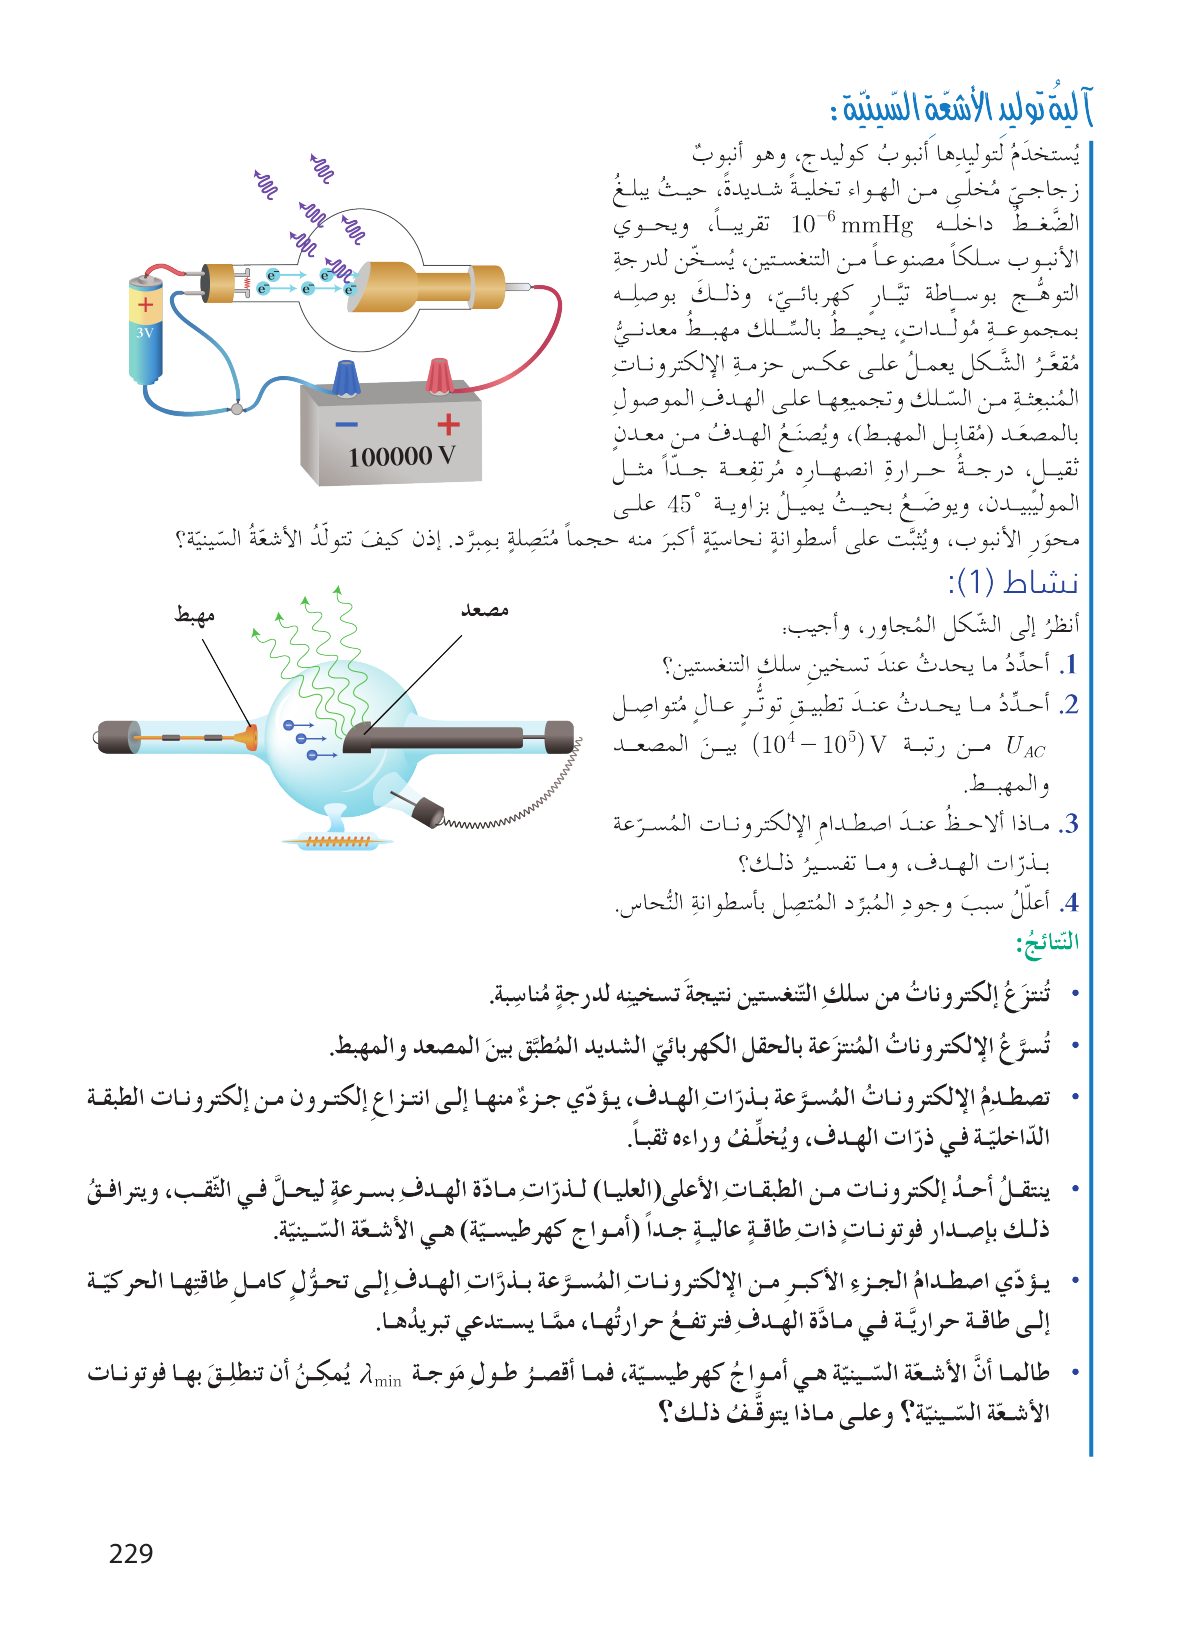 آليةُ توليدِ الأشعّةِ السّينيّة :
يُستخدَمُ لتوليدِها أنبوبُ كوليدج، وهو أنبوبٌ
زجاجيّ مُخلّى من الهواء تخليةً شديدةً، حيثُ يبلغُ
الضَّغطُ داخله 10⁻⁶ mmHg تقريباً، ويحوي
الأنبوب سلكاً مصنوعاً من التنغستين، يُسخّن لدرجةِ
التوهُّج بوساطة تيَّارٍ كهربائيّ، وذلكَ بوصلِه
بمجموعةِ مُولِّداتٍ، يحيطُ بالسِّلك مهبطُ معدنيُّ
مُقعَّرُ الشَّكل يعملُ على عكس حزمةِ الإلكتروناتِ
المُنبعِثةِ من السّلك وتجميعِها على الهدفِ الموصولِ
بالمصعَد (مُقابِل المهبط)، ويُصنَعُ الهدفُ من معدنٍ
ثقيلٍ، درجةُ حرارةِ انصهارِه مُرتفِعة جدّاً مثل
الموليبيدن، ويوضَعُ بحيثُ يميلُ بزاوية 45° على
محوَرِ الأنبوب، ويُثبَّت على أسطوانةٍ نحاسيّةٍ أكبرَ منه حجماً مُتَصِلةٍ بمِبرَّد. إذن كيفَ تتولّدُ الأشعّةُ السّينيّة؟
3V
100000 V
e⁻
e⁻
e⁻
e⁻
e⁻
نشاط (1):
أنظرُ إلى الشّكل المُجاور، وأجيب:
1. أحدِّدُ ما يحدثُ عندَ تسخينِ سلكِ التنغستين؟
2. أحدِّدُ ما يحدثُ عندَ تطبيقِ توتُّرٍ عالٍ مُتواصِل
U_AC من رتبة (10⁴ – 10⁵) V بينَ المصعد
والمهبط.
3. ماذا ألاحظُ عندَ اصطدامِ الإلكترونات المُسرّعة
بذرّات الهدف، وما تفسيرُ ذلك؟
4. أعلّلُ سببَ وجودِ المُبرِّد المُتصِل بأسطوانةِ النُّحاس.
مهبط
مصعد
النّتائجُ:
• تُنتزَعُ إلكتروناتُ من سلكِ التّنغستين نتيجةَ تسخينِه لدرجةٍ مُناسِبة.
• تُسرَّعُ الإلكتروناتُ المُنتزَعة بالحقل الكهربائيّ الشديد المُطبَّق بينَ المصعد والمهبط.
• تصطدِمُ الإلكتروناتُ المُسرَّعة بذرّاتِ الهدف، يؤدّي جزءٌ منها إلى انتزاعِ إلكترون من إلكترونات الطبقة
الدّاخليّة في ذرّات الهدف، ويُخلِّفُ وراءه ثقباً.
• ينتقلُ أحدُ إلكترونات من الطبقاتِ الأعلى(العليا) لذرّاتِ مادّة الهدفِ بسرعةٍ ليحلَّ في الثّقب، ويترافقُ
ذلك بإصدار فوتوناتٍ ذاتِ طاقةٍ عاليةٍ جداً (أمواج كهرطيسيّة) هي الأشعّة السّينيّة.
• يؤدّي اصطدامُ الجزءِ الأكبرِ من الإلكتروناتِ المُسرَّعة بذرَّاتِ الهدفِ إلى تحوُّلٍ كاملِ طاقتِها الحركيّة
إلى طاقة حراريَّة في مادَّة الهدفِ فترتفعُ حرارتُها، ممَّا يستدعي تبريدُها.
• طالما أنَّ الأشعّة السّينيّة هي أمواجُ كهرطيسيّة، فما أقصرُ طولِ مَوجة λmin يُمكِنُ أن تنطلِقَ بها فوتونات
الأشعّة السّينيّة؟ وعلى ماذا يتوقَّفُ ذلك؟
229